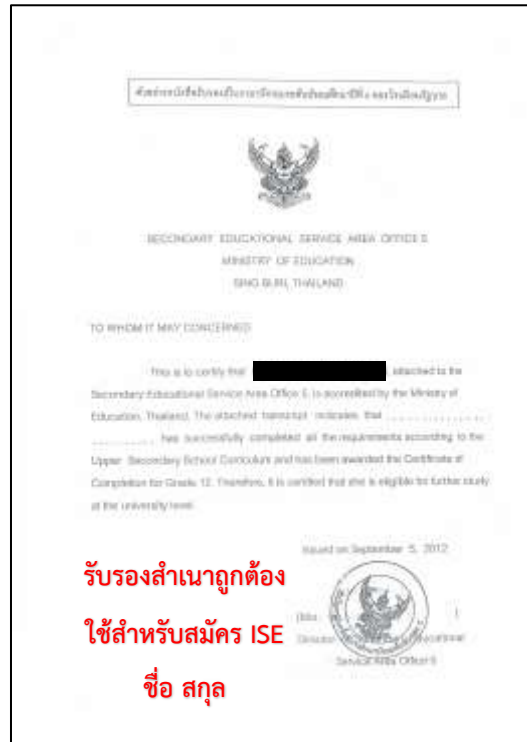 SECONDARY EDUCATIONAL SERVICE AREA OFFICE 5
MINISTRY OF EDUCATION
SING BURI, THAILAND
TO WHOM IT MAY CONCERNED
This is to certify that attached to the
Secondary Educational Service Area Office 5, is accredited by the Ministry of
Education, Thailand. The attached transcript indicates that ..................
.............. has successfully completed all the requirements according to the
Upper Secondary School Curriculum and has been awarded the Certificate of
Completion for Grade 12. Therefore, it is certified that she is eligible for further study
at the university level.
Issued on September 5, 2012
รับรองสำเนาถูกต้อง
ใช้สำหรับสมัคร ISE
ชื่อ สกุล
Director Educational
Service Area Office 5